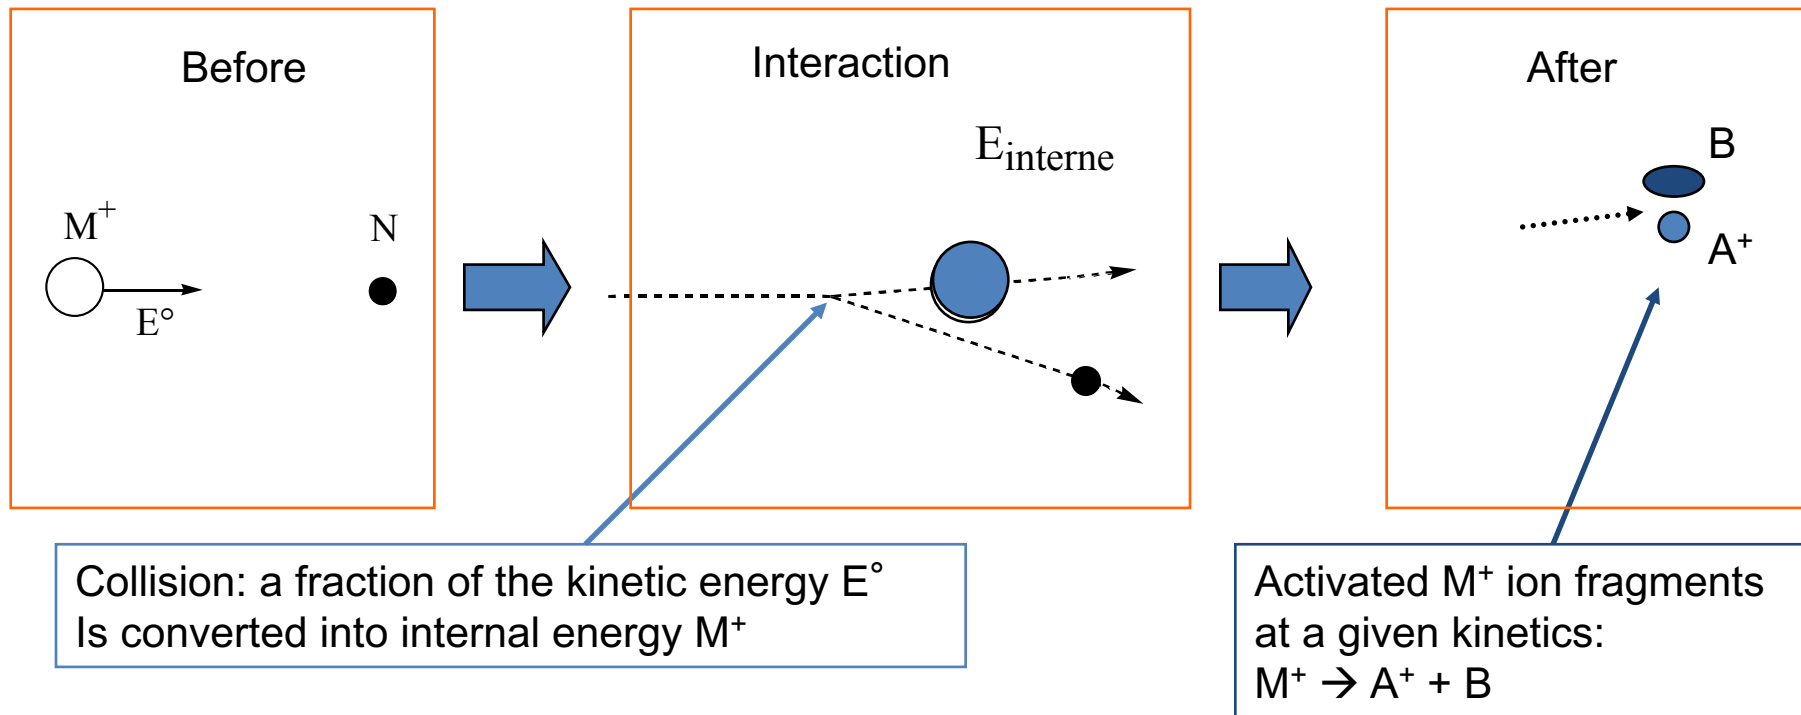 Before
M⁺
E°
N
Interaction
E_interne
After
B
A⁺
Collision: a fraction of the kinetic energy E°
Is converted into internal energy M⁺
Activated M⁺ ion fragments
at a given kinetics:
M⁺ → A⁺ + B